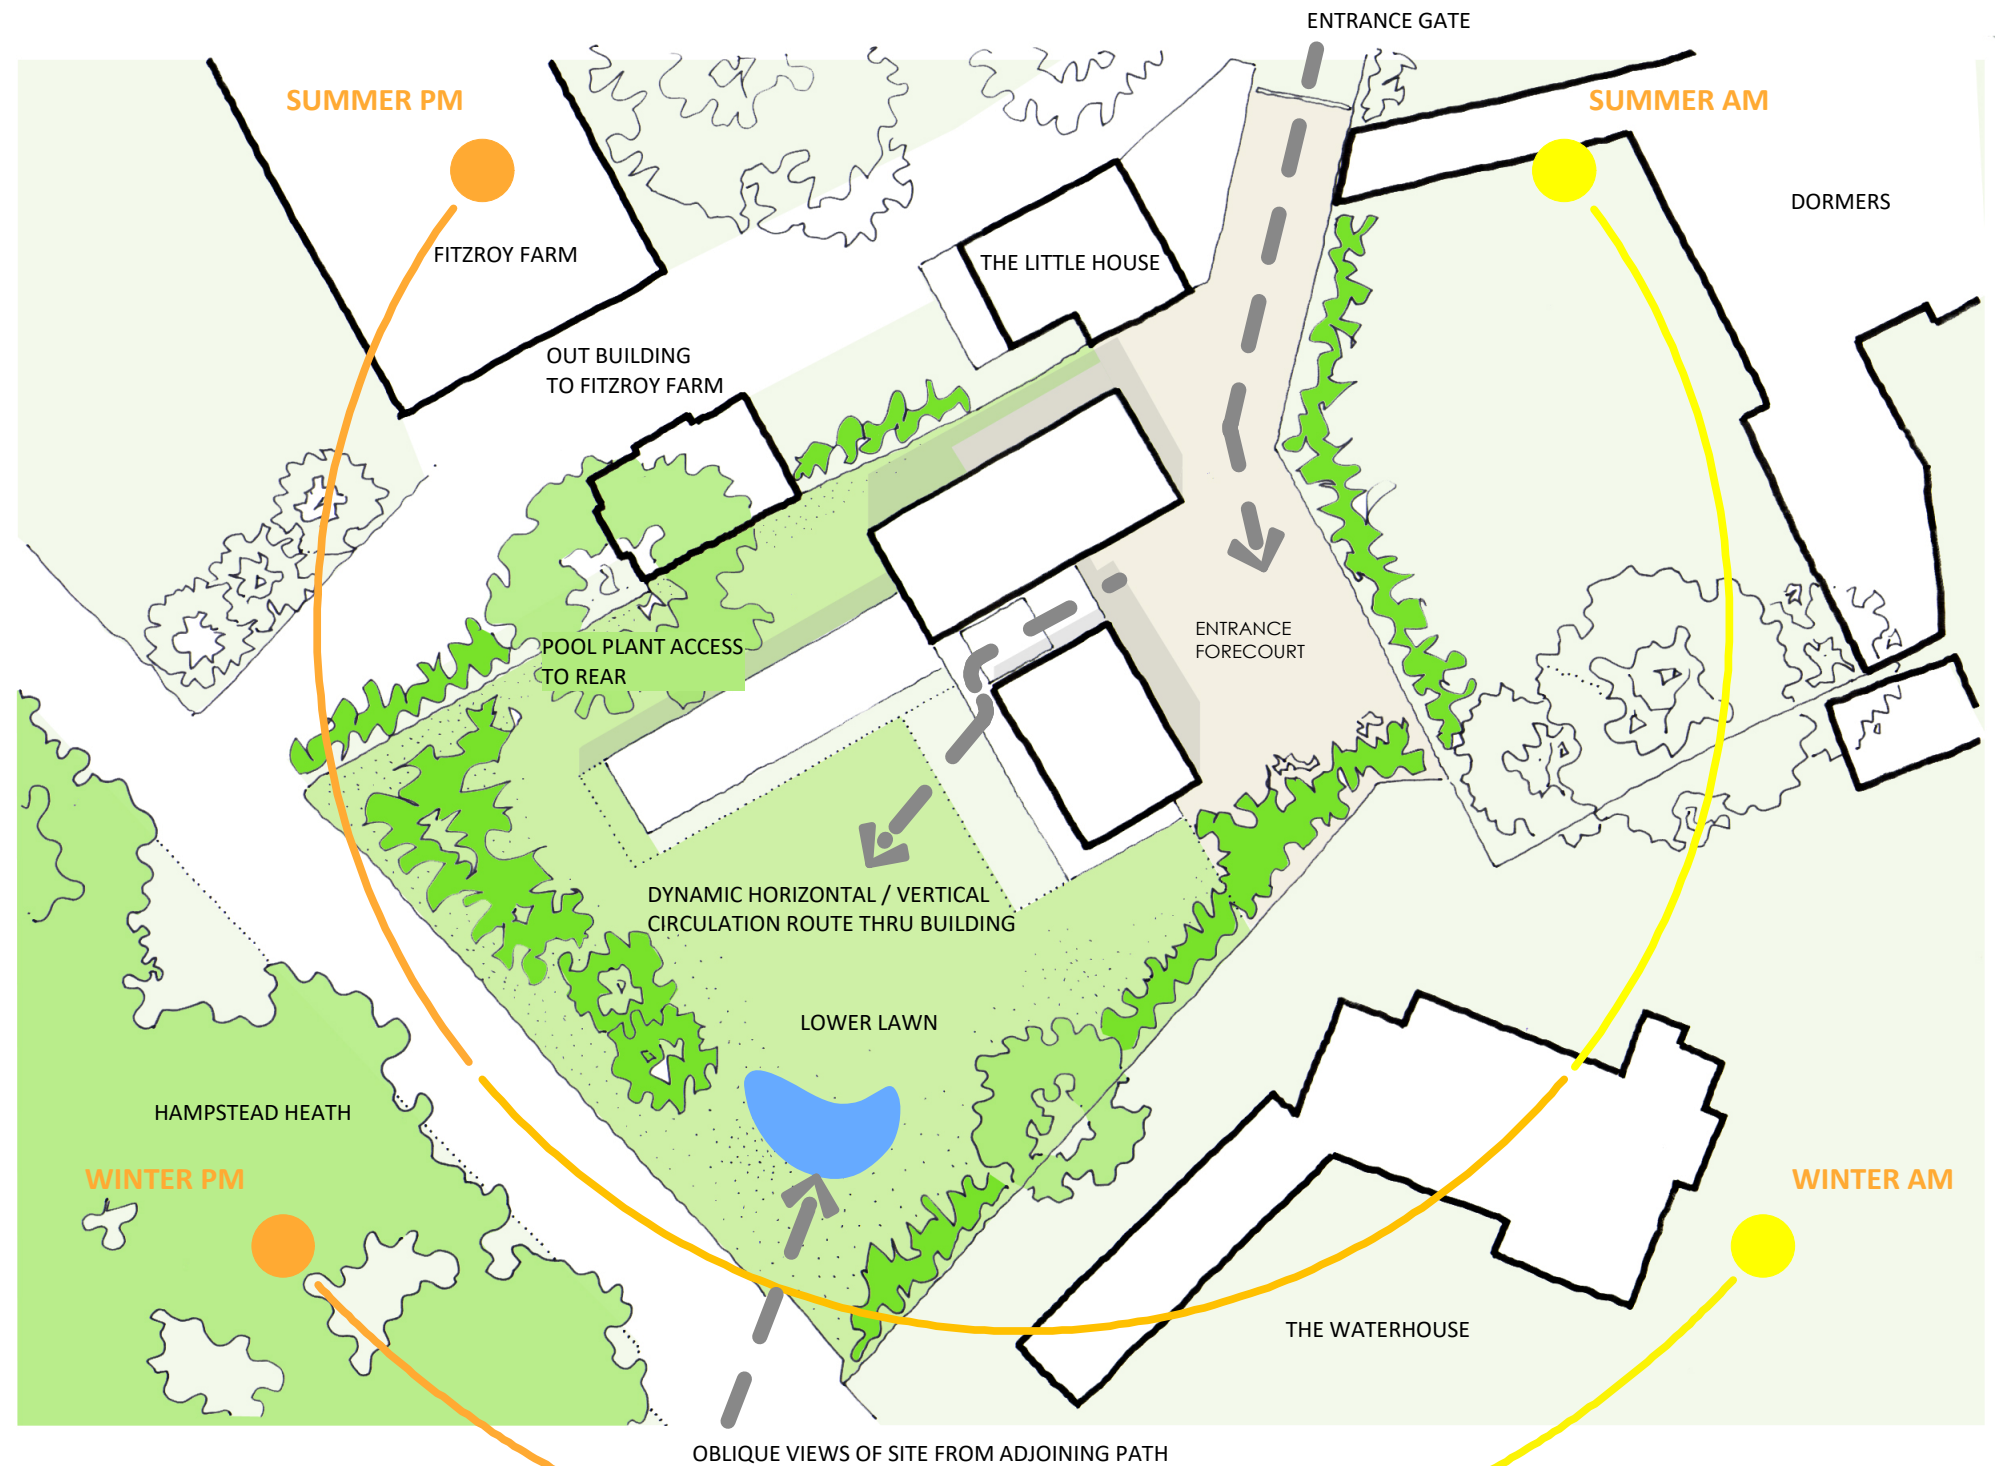 ENTRANCE GATE
SUMMER PM
SUMMER AM
DORMERS
FITZROY FARM
THE LITTLE HOUSE
OUT BUILDING
TO FITZROY FARM
ENTRANCE
FORECOURT
POOL PLANT ACCESS
TO REAR
DYNAMIC HORIZONTAL / VERTICAL
CIRCULATION ROUTE THRU BUILDING
LOWER LAWN
HAMPSTEAD HEATH
WINTER PM
WINTER AM
THE WATERHOUSE
OBLIQUE VIEWS OF SITE FROM ADJOINING PATH